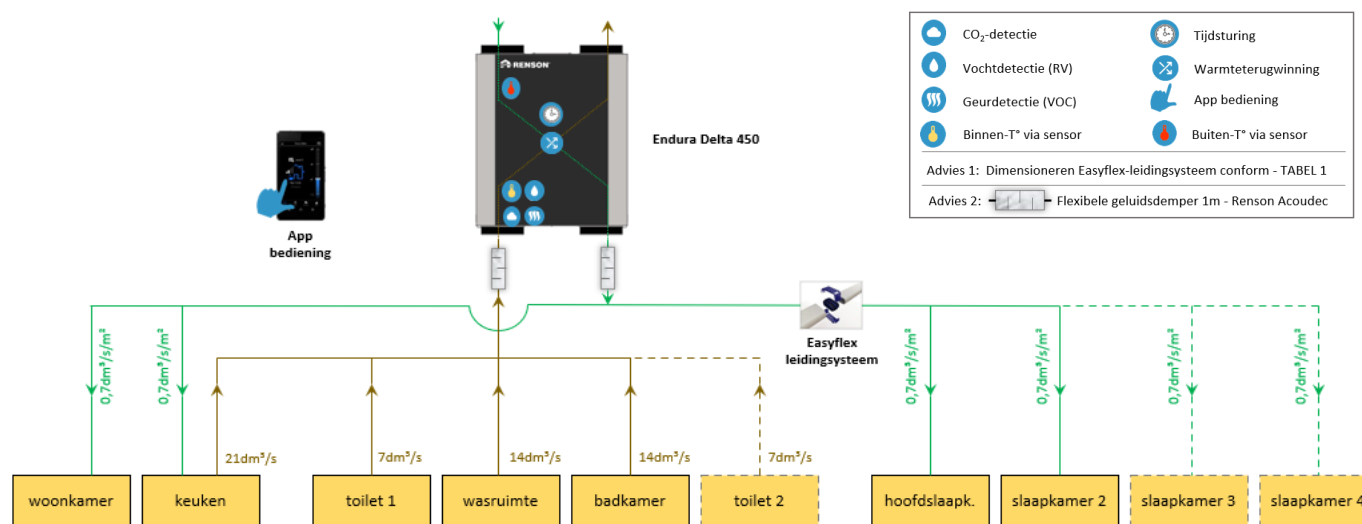 RENSON
Endura Delta 450
App
bediening
CO₂-detectie
Tijdsturing
Vochtdetectie (RV)
Warmteterugwinning
Geurdetectie (VOC)
App bediening
Binnen-T° via sensor
Buiten-T° via sensor
Advies 1: Dimensioneren Easyflex-leidingsysteem conform - TABEL 1
Advies 2:
Flexibele geluidsdemper 1m - Renson Acoudec
Easyflex
leidingsysteem
0,7dm³/s/m²
0,7dm³/s/m²
0,7dm³/s/m²
0,7dm³/s/m²
0,7dm³/s/m²
0,7dm³/s/m²
21dm³/s
7dm³/s
14dm³/s
14dm³/s
7dm³/s
woonkamer
keuken
toilet 1
wasruimte
badkamer
toilet 2
hoofdslaapk.
slaapkamer 2
slaapkamer 3
slaapkamer 4